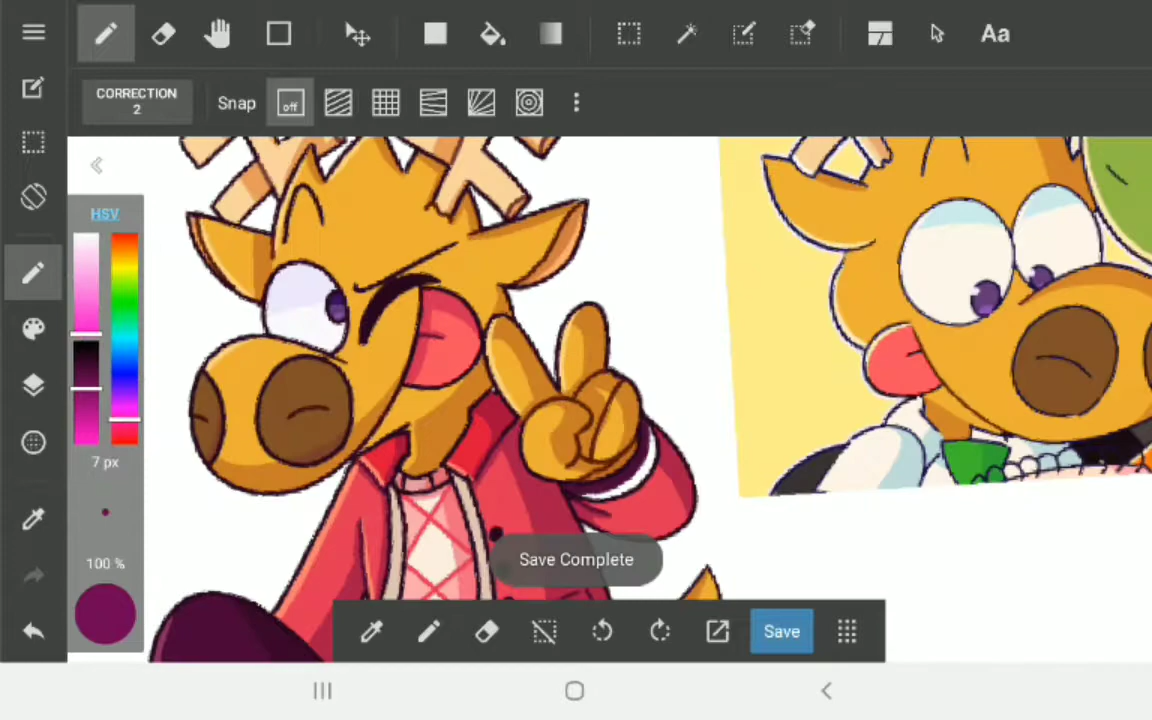 Aa
CORRECTION
2
Snap
off
HSV
7 px
100 %
Save Complete
Save